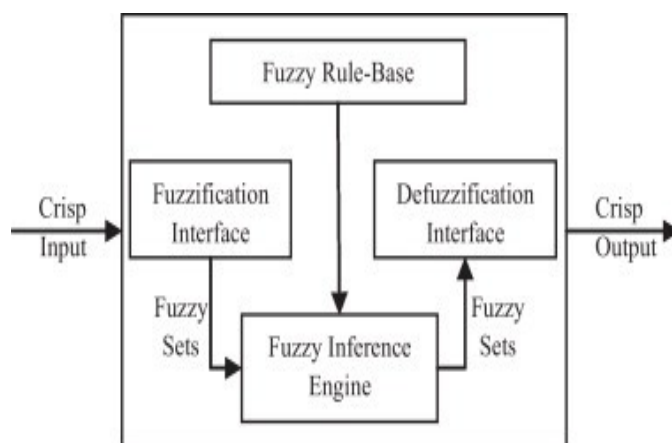 Fuzzy Rule-Base
Fuzzification
Interface
Defuzzification
Interface
Crisp
Input
Crisp
Output
Fuzzy
Sets
Fuzzy Inference
Engine
Fuzzy
Sets